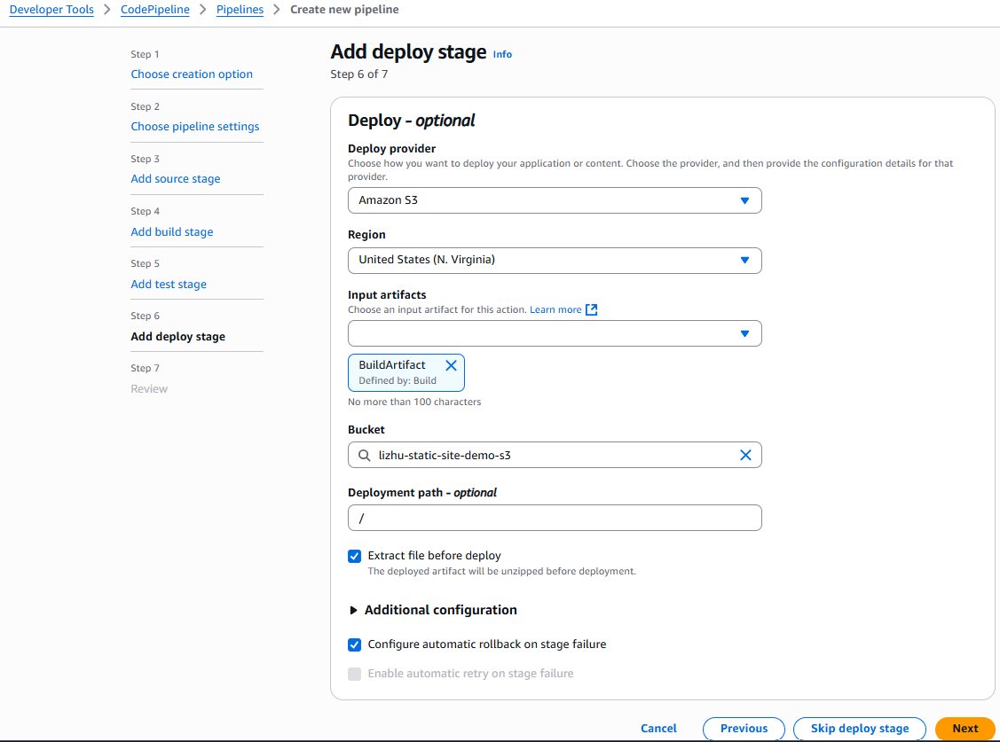 Developer Tools > CodePipeline > Pipelines > Create new pipeline
Step 1
Choose creation option
Step 2
Choose pipeline settings
Step 3
Add source stage
Step 4
Add build stage
Step 5
Add test stage
Step 6
Add deploy stage
Step 7
Review
Add deploy stage Info
Step 6 of 7
Deploy - optional
Deploy provider
Choose how you want to deploy your application or content. Choose the provider, and then provide the configuration details for that
provider.
Amazon S3
Region
United States (N. Virginia)
Input artifacts
Choose an input artifact for this action. Learn more
BuildArtifact
Defined by: Build
No more than 100 characters
Bucket
lizhu-static-site-demo-s3
Deployment path - optional
/
Extract file before deploy
The deployed artifact will be unzipped before deployment.
Additional configuration
Configure automatic rollback on stage failure
Enable automatic retry on stage failure
Cancel Previous Skip deploy stage Next